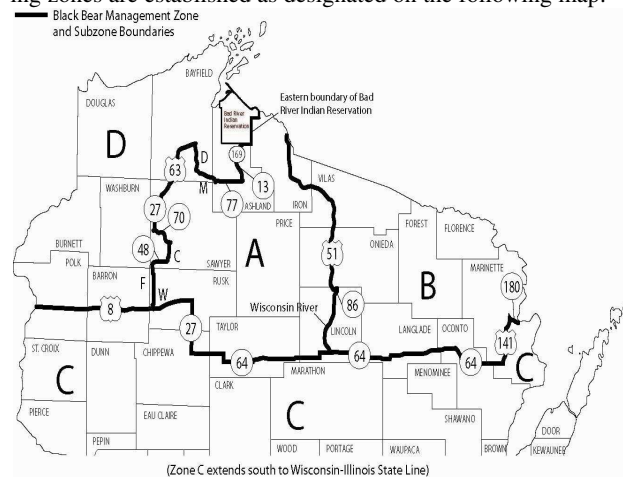 ing zones are established as designated on the following map:
Black Bear Management Zone
and Subzone Boundaries
BAYFIELD
Eastern boundary of Bad
River Indian Reservation
DOUGLAS
Bad River
Indian
Reservation
D
63
D
169
VILAS
M
13
WASHBURN
77
ASHLAND
IRON
27
70
PRICE
FOREST
FLORENCE
BURNETT
48
C
SAWYER
A
51
ONIEDA
MARINETTE
POLK
BARRON
F
RUSK
B
180
W
Wisconsin River
86
8
27
TAYLOR
LINCOLN
LANGLADE
OCONTO
141
ST. CROIX
DUNN
CHIPPEWA
64
MARATHON
64
64
C
MENOMINEE
C
CLARK
C
PIERCE
EAU CLAIRE
SHAWANO
DOOR
PEPIN
WOOD
PORTAGE
WAUPACA
BROWN
KEWAUNEE
(Zone C extends south to Wisconsin-Illinois State Line)